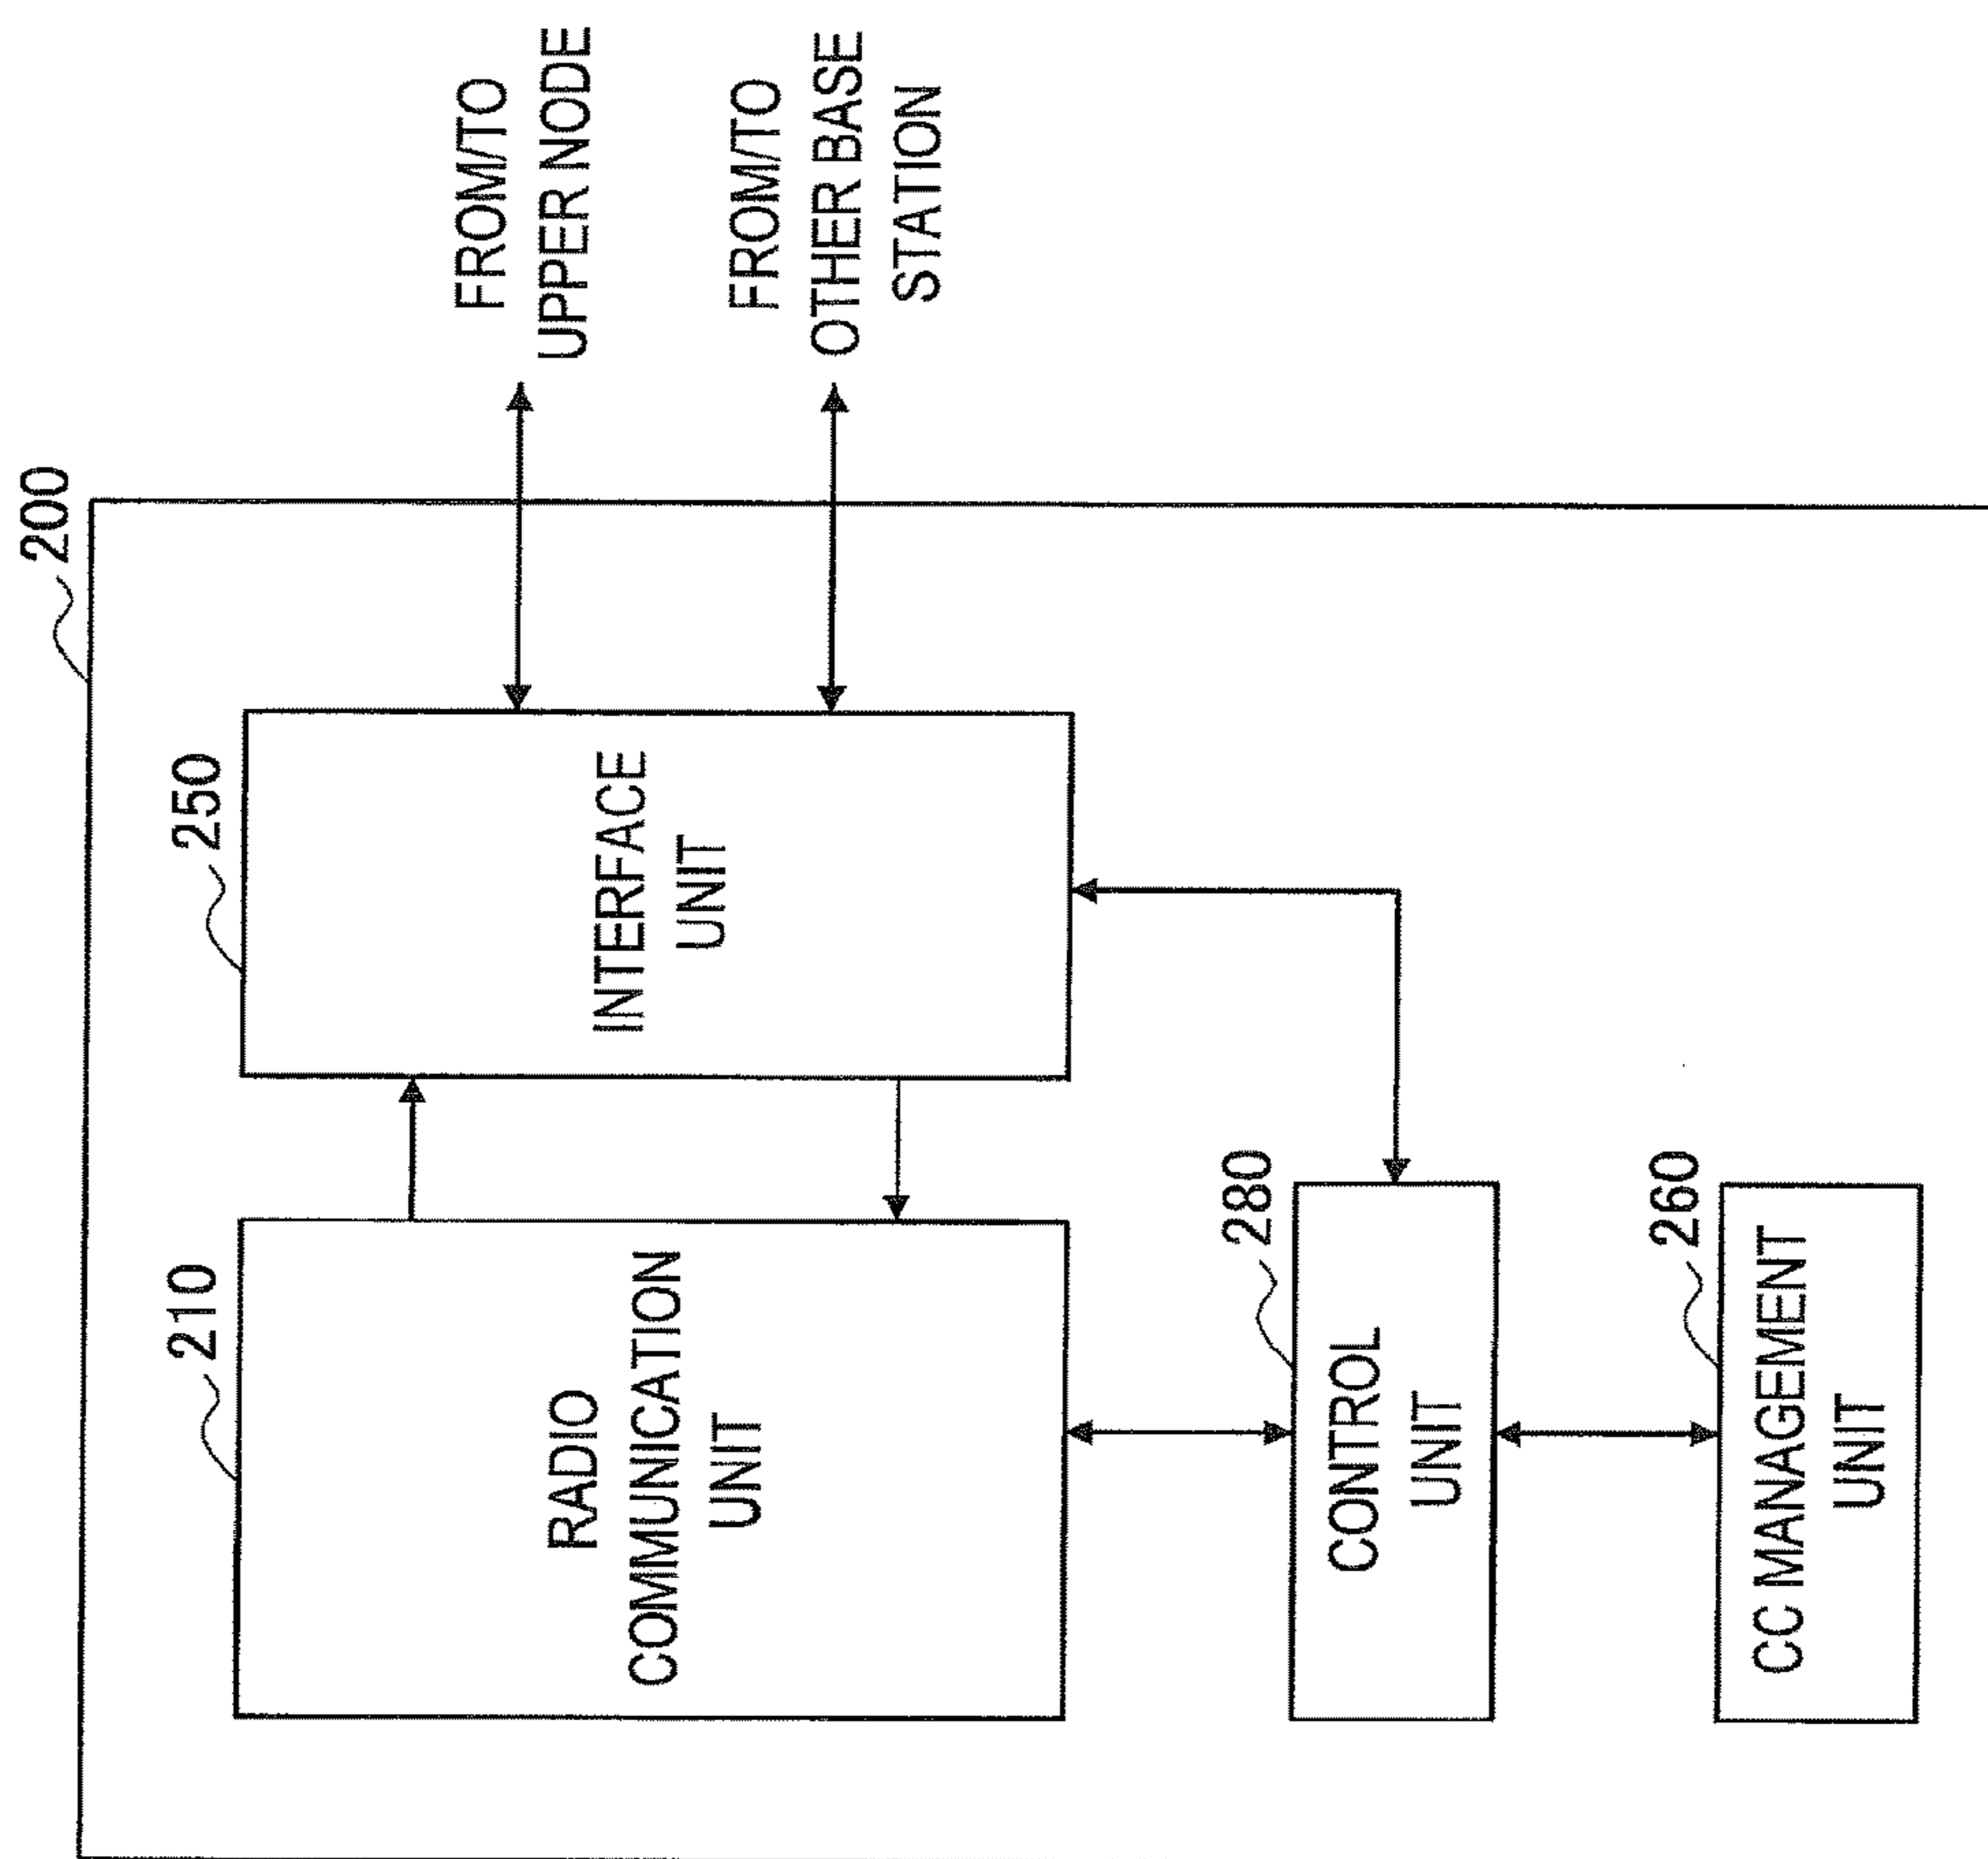 200
210
RADIO
COMMUNICATION
UNIT
250
INTERFACE
UNIT
FROM/TO
UPPER NODE
FROM/TO
OTHER BASE
STATION
280
CONTROL
UNIT
260
CC MANAGEMENT
UNIT